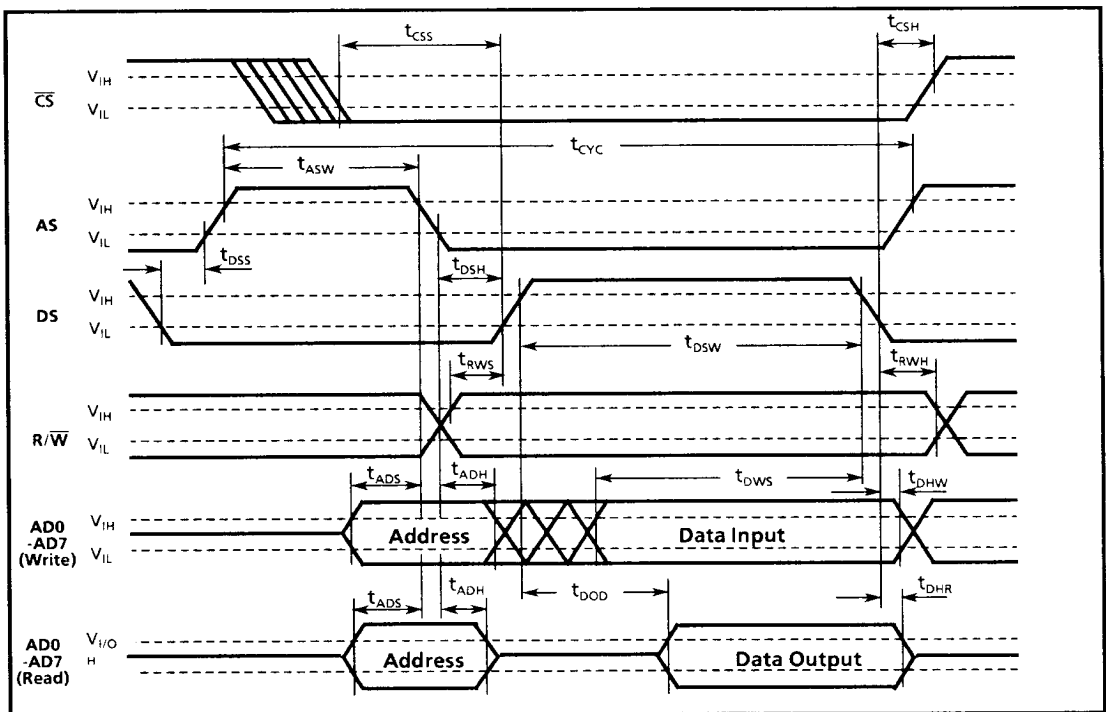 tCSS
tCSH
CS
VIH
VIL
tCYC
tASW
AS
VIH
VIL
tDSS
tDSH
DS
VIH
VIL
tDSW
tRWS
tRWH
R/W
VIH
VIL
tADS
tADH
tDWS
tDHW
AD0
-AD7
(Write)
VIH
VIL
Address
Data Input
tADS
tADH
tDOD
tDHR
AD0
-AD7
(Read)
VI/O
H
Address
Data Output